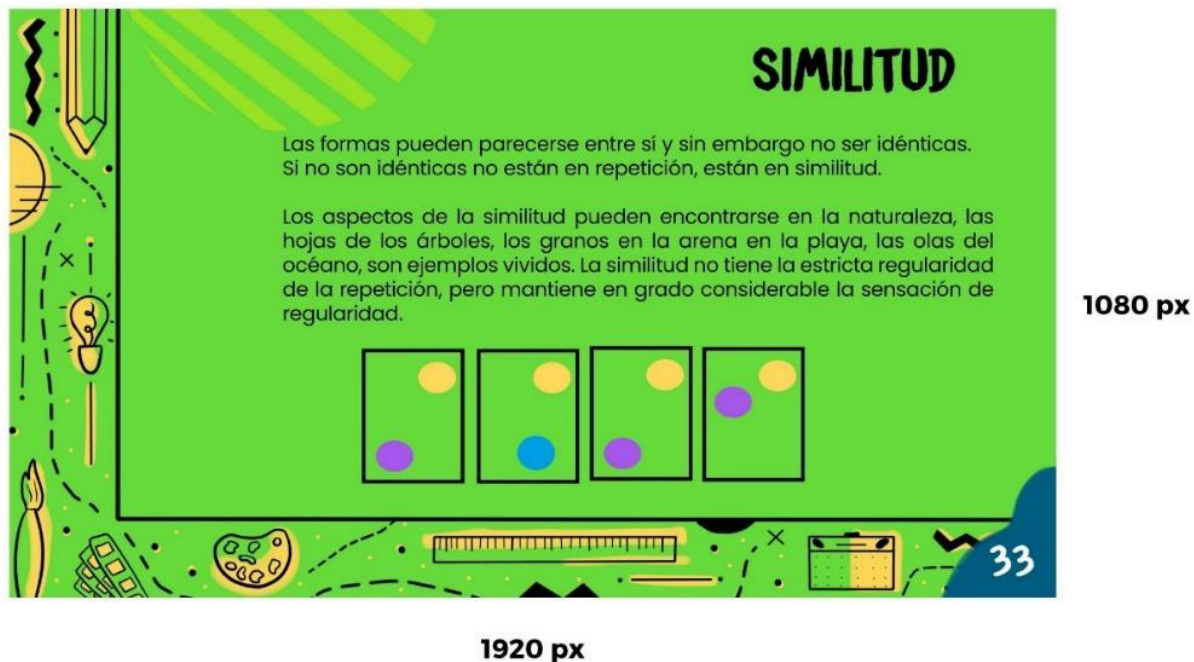 SIMILITUD
Las formas pueden parecerse entre sí y sin embargo no ser idénticas.
Si no son idénticas no están en repetición, están en similitud.
Los aspectos de la similitud pueden encontrarse en la naturaleza, las
hojas de los árboles, los granos en la arena en la playa, las olas del
océano, son ejemplos vividos. La similitud no tiene la estricta regularidad
de la repetición, pero mantiene en grado considerable la sensación de
regularidad.
1080 px
33
1920 px